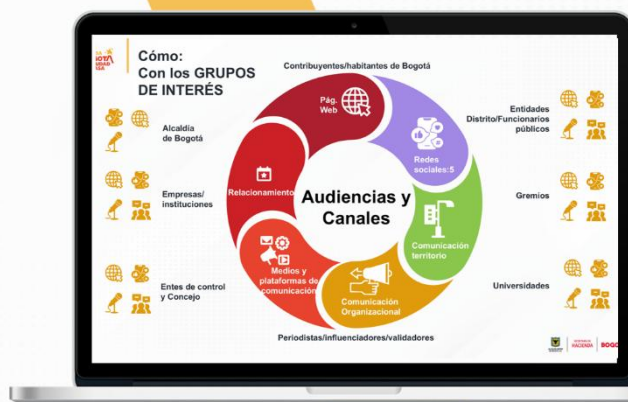 Cómo:
Con los GRUPOS
DE INTERÉS
Contribuyentes/habitantes de Bogotá
Alcaldía
de Bogotá
Empresas/
instituciones
Entes de control
y Concejo
Pág.
Web
Redes
sociales:5
Comunicación
territorio
Comunicación
Organizacional
Medios y
plataformas de
comunicación
Relacionamiento
Audiencias y
Canales
Entidades
Distrito/Funcionarios
públicos
Gremios
Universidades
Periodistas/influenciadores/validadores
HACIENDA